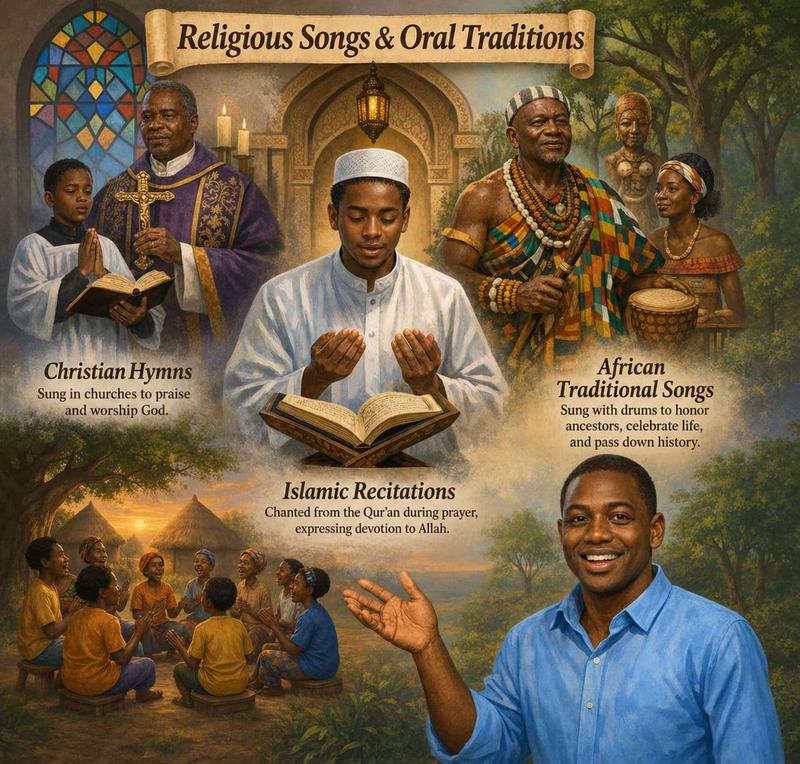 Religious Songs & Oral Traditions
Christian Hymns
Sung in churches to praise
and worship God.
Islamic Recitations
Chanted from the Qur'an during prayer,
expressing devotion to Allah.
African
Traditional Songs
Sung with drums to honor
ancestors, celebrate life,
and pass down history.